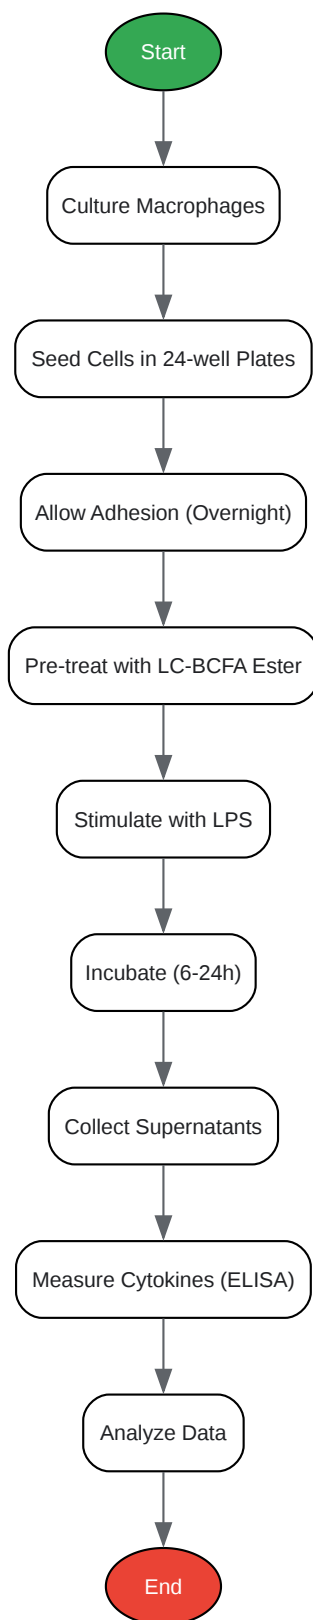 Start
Culture Macrophages
Seed Cells in 24-well Plates
Allow Adhesion (Overnight)
Pre-treat with LC-BCFA Ester
Stimulate with LPS
Incubate (6-24h)
Collect Supernatants
Measure Cytokines (ELISA)
Analyze Data
End